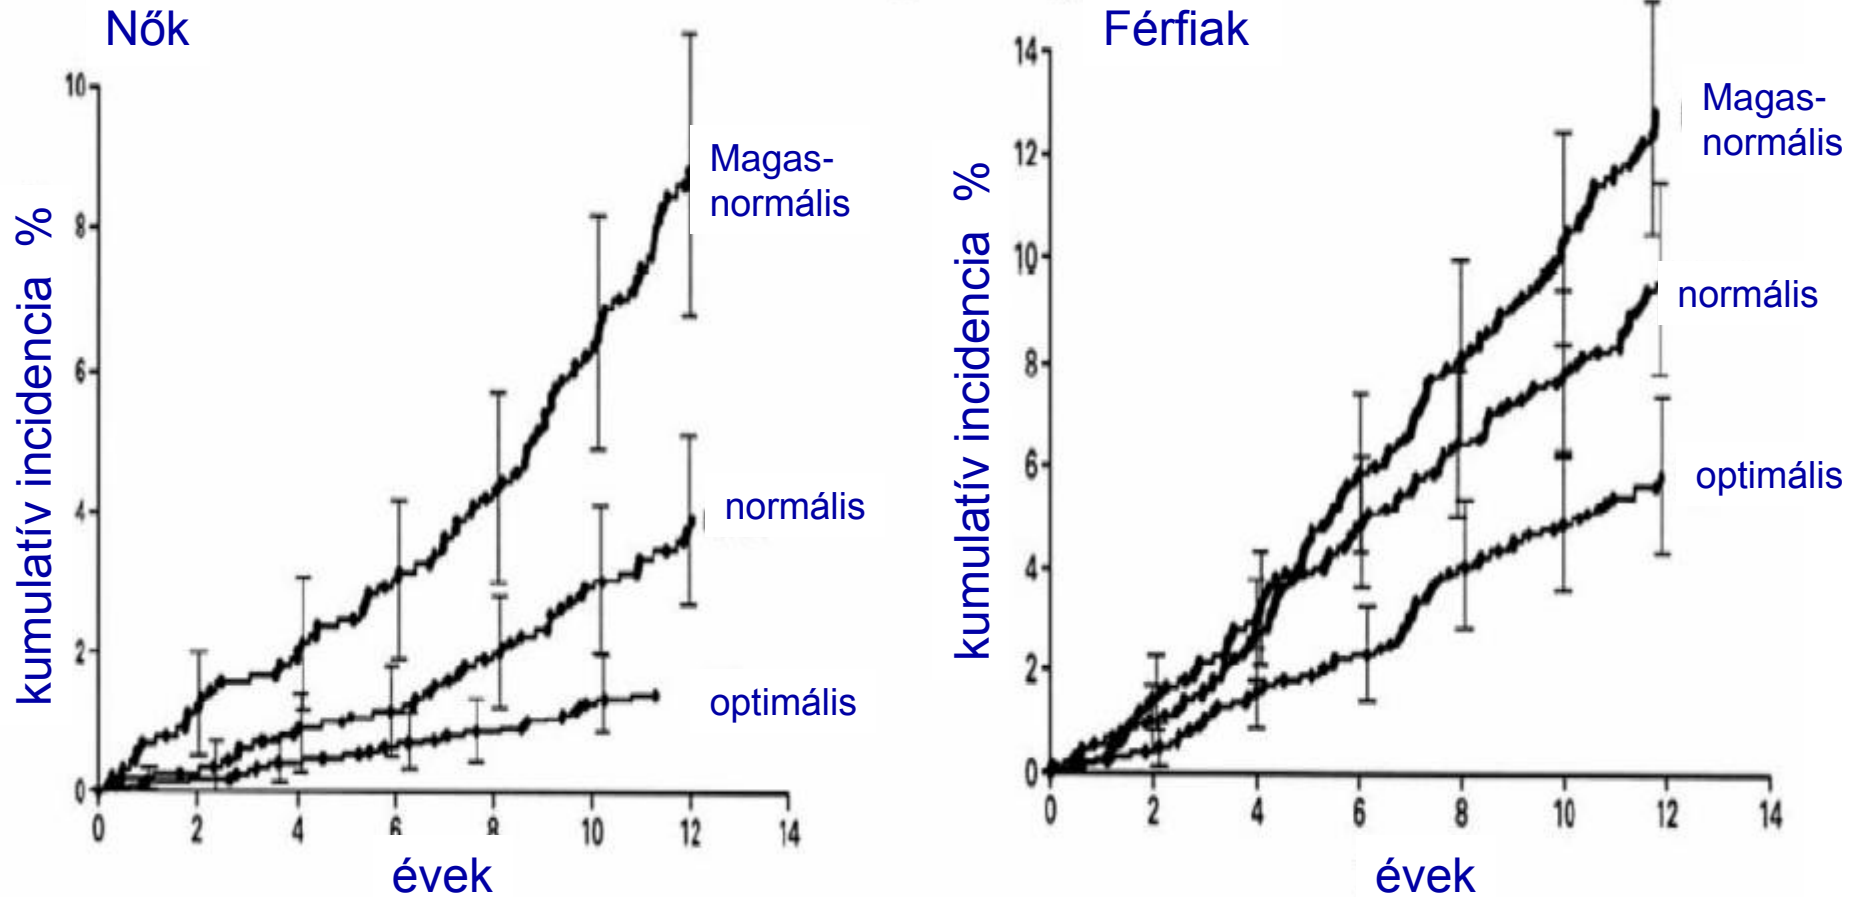 Nők
10
8
6
4
2
0
0 2 4 6 8 10 12 14
kumulatív incidencia %
évek
Magas-
normális
normális
optimális
Férfiak
14
12
10
8
6
4
2
0
0 2 4 6 8 10 12 14
kumulatív incidencia %
évek
Magas-
normális
normális
optimális